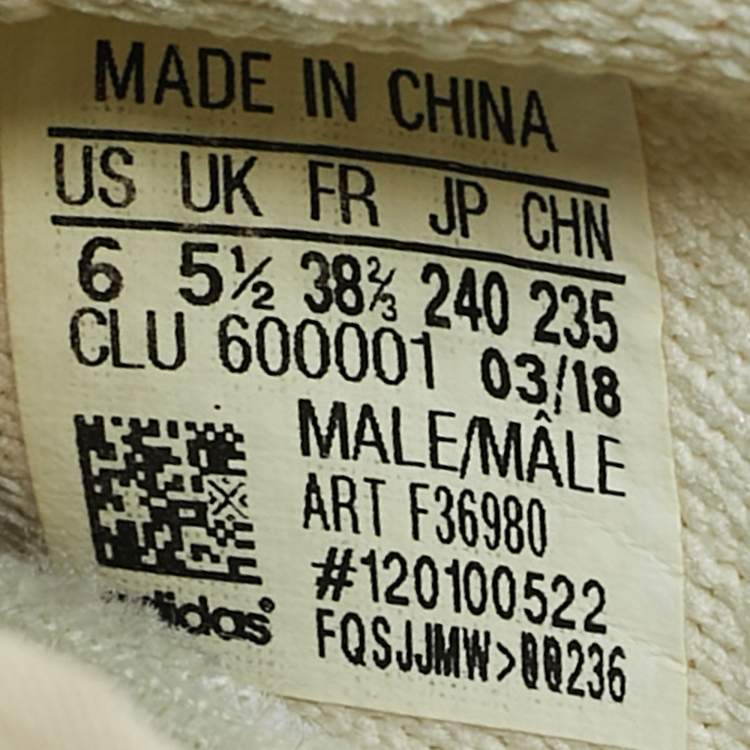 MADE IN CHINA
US UK FR JP CHN
6 5½ 38⅔ 240 235
CLU 600001 03/18
MALE/MÂLE
ART F36980
#120100522
adidas®
FQSJJMW>00236